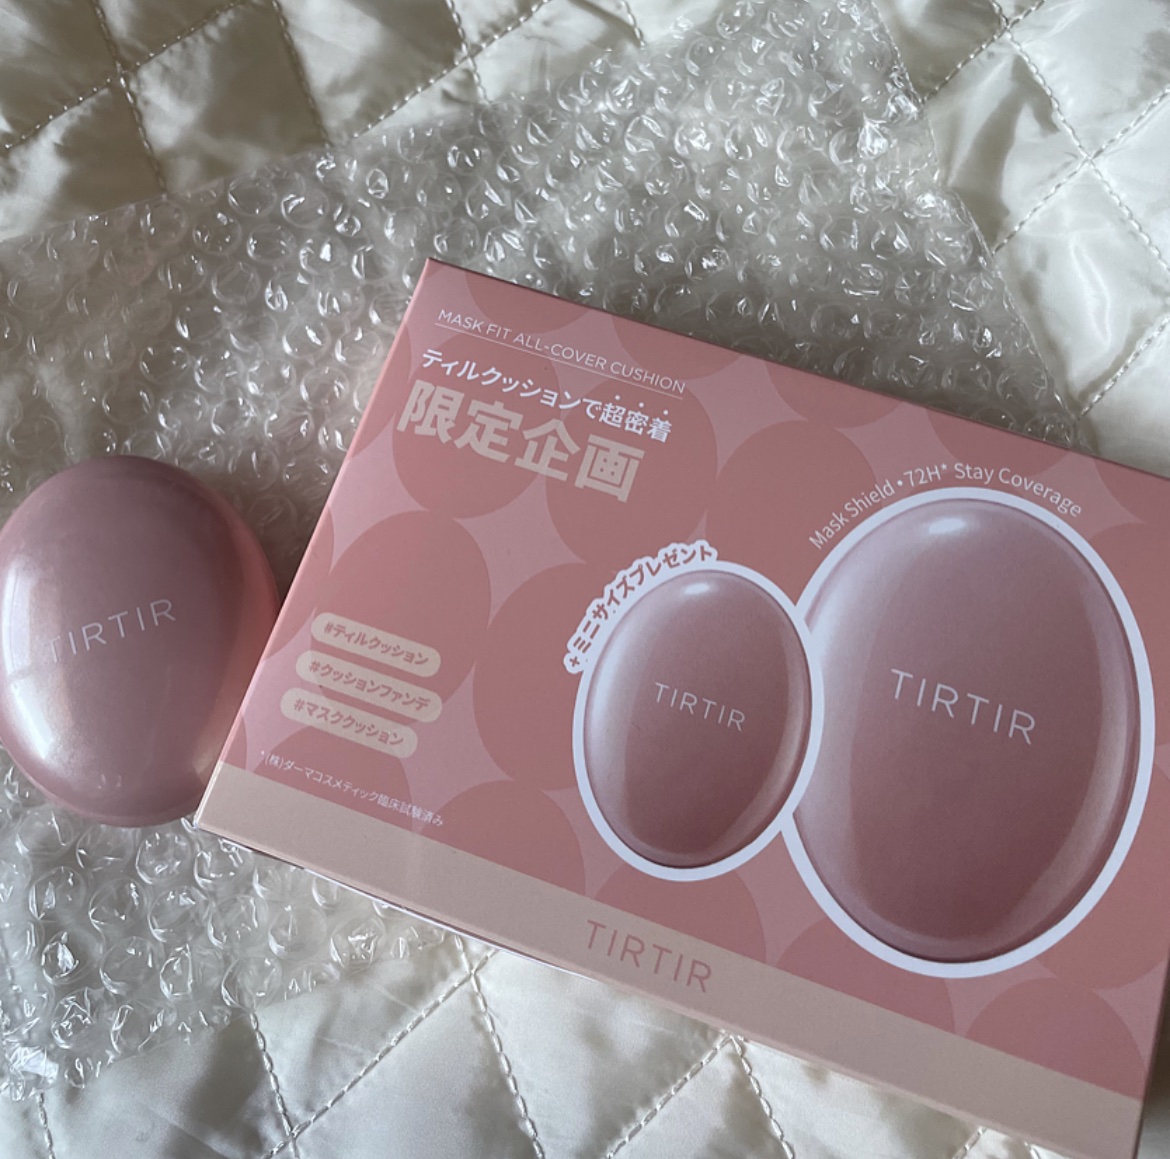 MASK FIT ALL-COVER CUSHION
ティルクッションで超密着
限定企画
Mask Shield • 72H* Stay Coverage
+ミニサイズプレゼント
TIRTIR
TIRTIR
TIRTIR
#ティルクッション
#クッションファンデ
#マスククッション
*(株)ダーマコスメティック臨床試験済み
TIRTIR